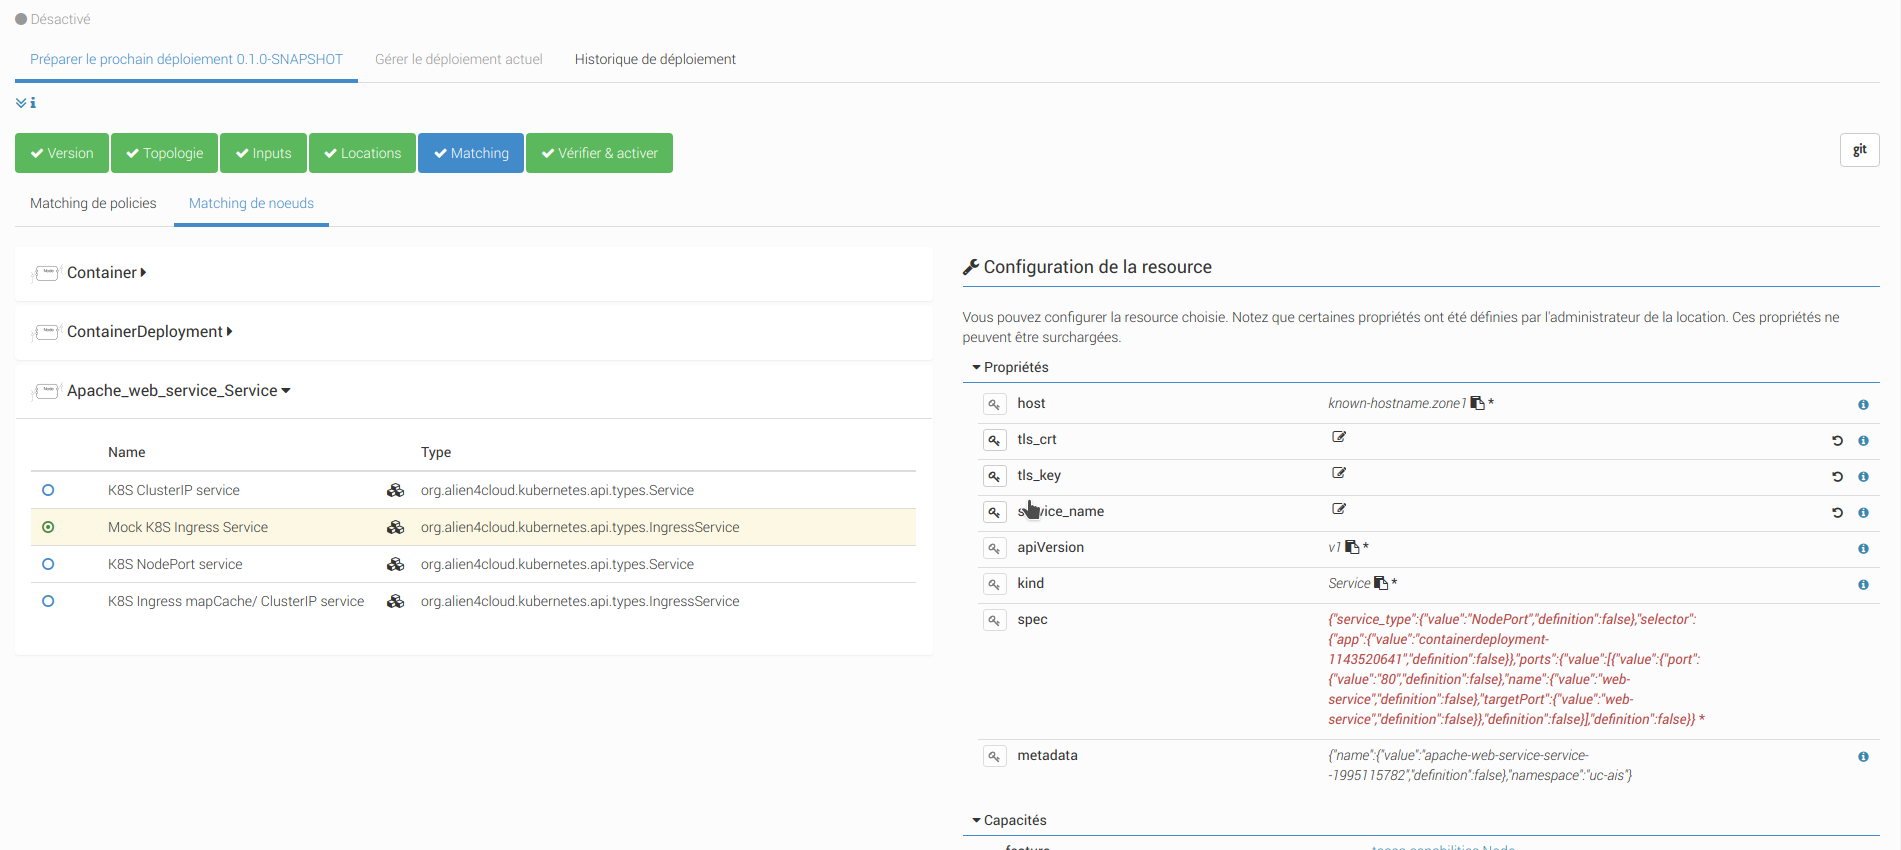 Désactivé
Préparer le prochain déploiement 0.1.0-SNAPSHOT Gérer le déploiement actuel Historique de déploiement
Version Topologie Inputs Locations Matching Vérifier & activer git
Matching de policies Matching de noeuds
Container
ContainerDeployment
Apache_web_service_Service
Name Type
K8S ClusterIP service org.alien4cloud.kubernetes.api.types.Service
Mock K8S Ingress Service org.alien4cloud.kubernetes.api.types.IngressService
K8S NodePort service org.alien4cloud.kubernetes.api.types.Service
K8S Ingress mapCache/ ClusterIP service org.alien4cloud.kubernetes.api.types.IngressService
Configuration de la resource
Vous pouvez configurer la resource choisie. Notez que certaines propriétés ont été définies par l'administrateur de la location. Ces propriétés ne
peuvent être surchargées.
Propriétés
host known-hostname.zone1 *
tls_crt
tls_key
service_name
apiVersion v1 *
kind Service *
spec {"service_type":{"value":"NodePort","definition":false},"selector":
{"app":{"value":"containerdeployment-
1143520641","definition":false}},"ports":{"value":[{"value":{"port":
{"value":"80","definition":false},"name":{"value":"web-
service","definition":false},"targetPort":{"value":"web-
service","definition":false}},"definition":false}],"definition":false}} *
metadata {"name":{"value":"apache-web-service-service-
-1995115782","definition":false},"namespace":"uc-ais"}
Capacités